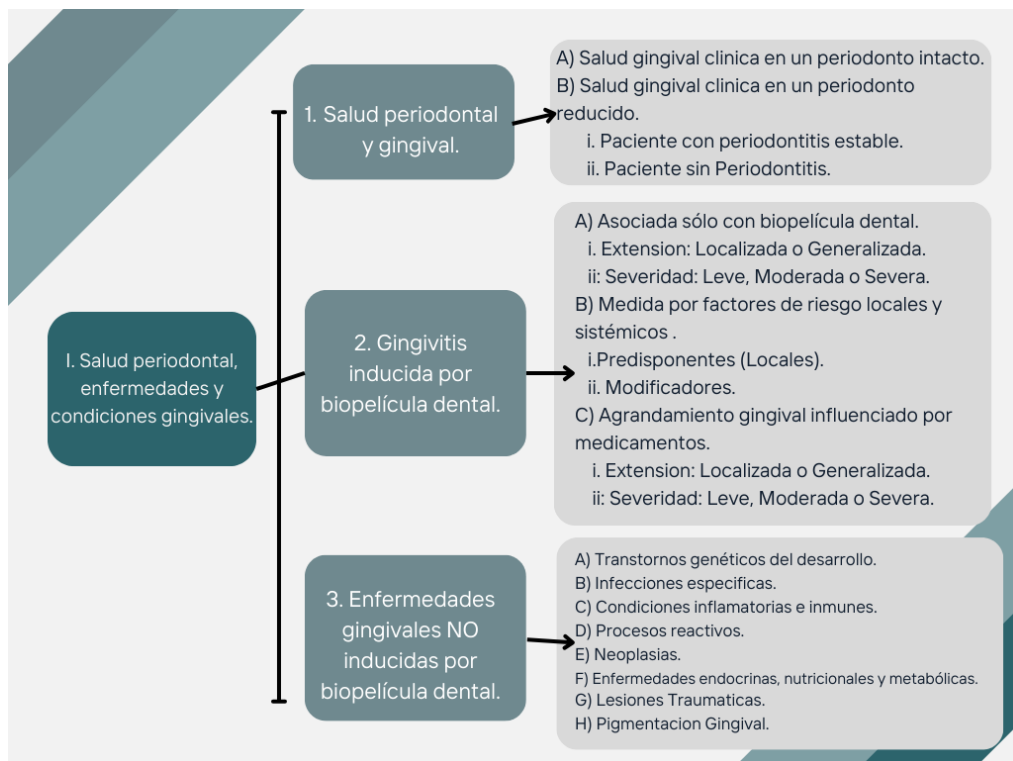 I. Salud periodontal,
enfermedades y
condiciones gingivales.
1. Salud periodontal
y gingival.
A) Salud gingival clinica en un periodonto intacto.
B) Salud gingival clinica en un periodonto
reducido.
i. Paciente con periodontitis estable.
ii. Paciente sin Periodontitis.
2. Gingivitis
inducida por
biopelícula dental.
A) Asociada sólo con biopelícula dental.
i. Extension: Localizada o Generalizada.
ii: Severidad: Leve, Moderada o Severa.
B) Medida por factores de riesgo locales y
sistémicos .
i.Predisponentes (Locales).
ii. Modificadores.
C) Agrandamiento gingival influenciado por
medicamentos.
i. Extension: Localizada o Generalizada.
ii: Severidad: Leve, Moderada o Severa.
3. Enfermedades
gingivales NO
inducidas por
biopelícula dental.
A) Transtornos genéticos del desarrollo.
B) Infecciones especificas.
C) Condiciones inflamatorias e inmunes.
D) Procesos reactivos.
E) Neoplasias.
F) Enfermedades endocrinas, nutricionales y metabólicas.
G) Lesiones Traumaticas.
H) Pigmentacion Gingival.